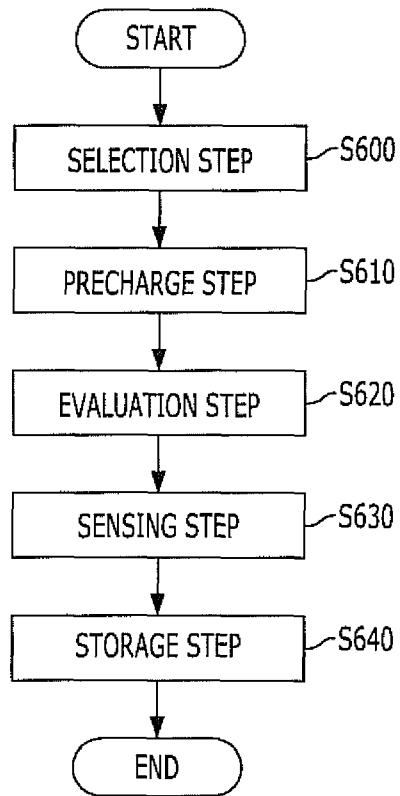 START
SELECTION STEP S600
PRECHARGE STEP S610
EVALUATION STEP S620
SENSING STEP S630
STORAGE STEP S640
END